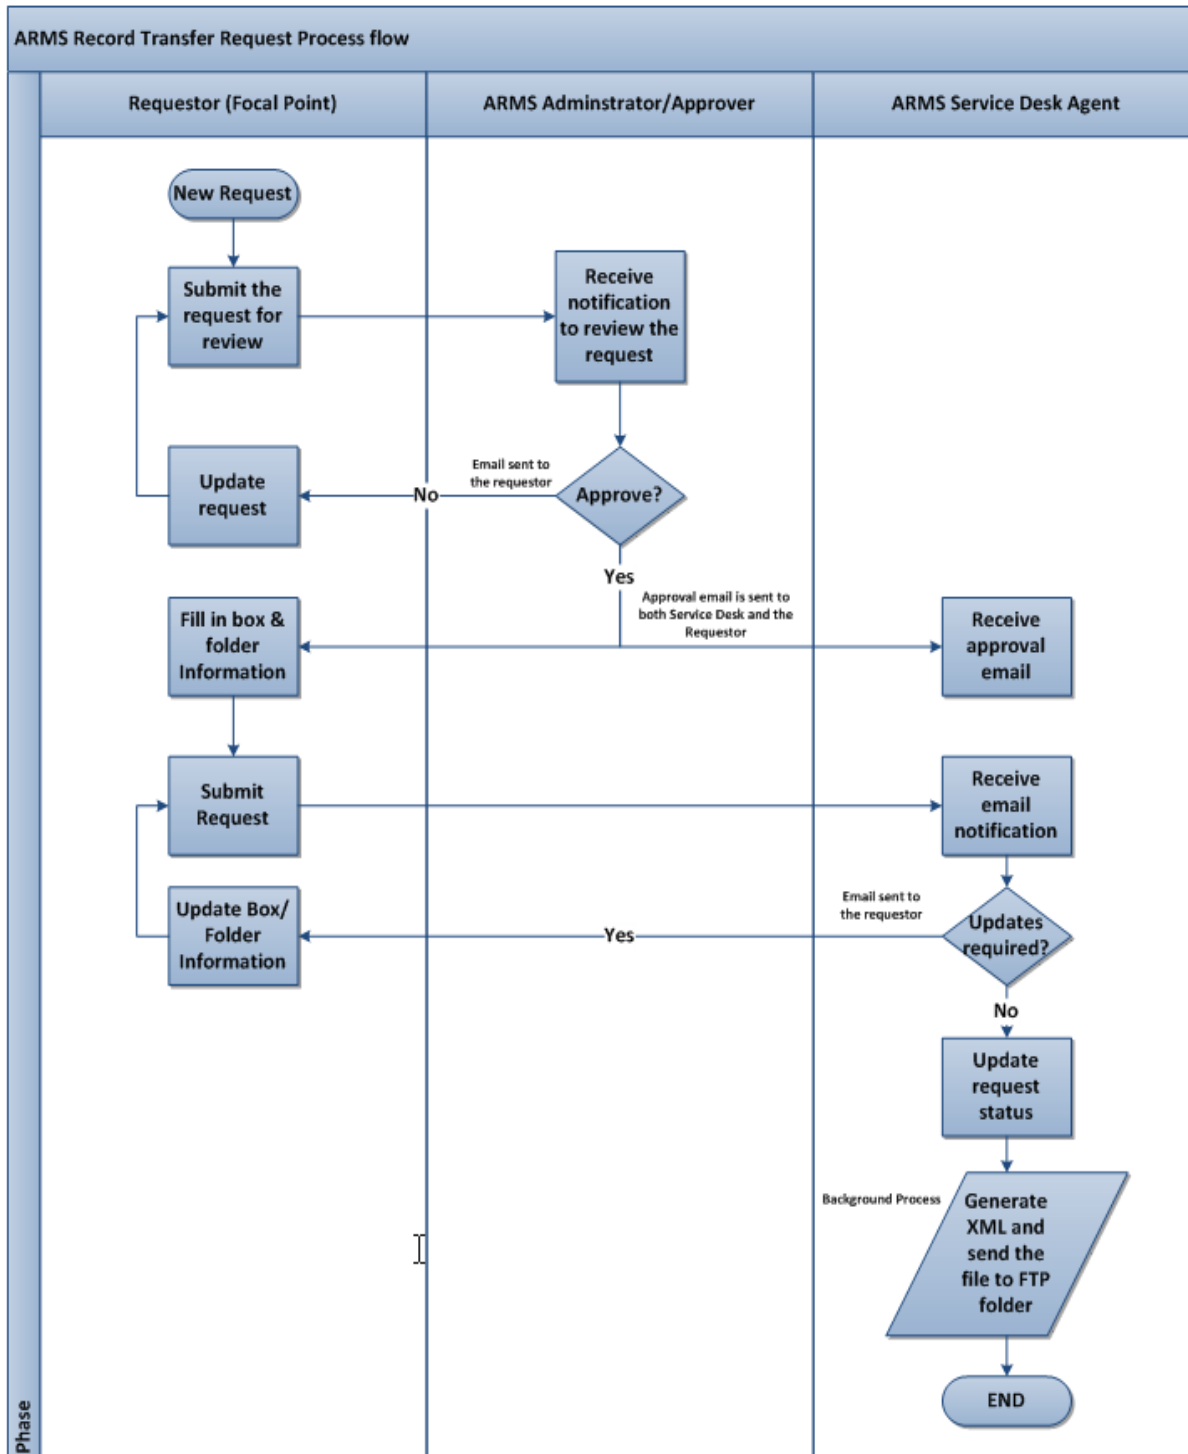 ARMS Record Transfer Request Process flow
Requestor (Focal Point)
ARMS Adminstrator/Approver
ARMS Service Desk Agent
New Request
Submit the
request for
review
Receive
notification
to review the
request
Update
request
No
Email sent to
the requestor
Approve?
Yes
Approval email is sent to
both Service Desk and the
Requestor
Fill in box &
folder
Information
Receive
approval
email
Submit
Request
Receive
email
notification
Update Box/
Folder
Information
Yes
Email sent to
the requestor
Updates
required?
No
Update
request
status
Background Process
Generate
XML and
send the
file to FTP
folder
END
Phase